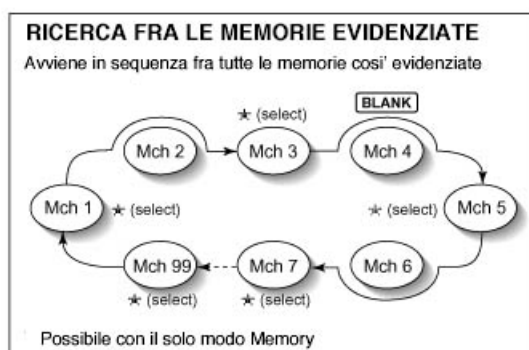 RICERCA FRA LE MEMORIE EVIDENZIATE
Avviene in sequenza fra tutte le memorie cosi' evidenziate
BLANK
★ (select)
Mch 2
Mch 3
Mch 4
Mch 1
★ (select)
★ (select)
Mch 5
Mch 99
Mch 7
Mch 6
★ (select)
★ (select)
Possibile con il solo modo Memory